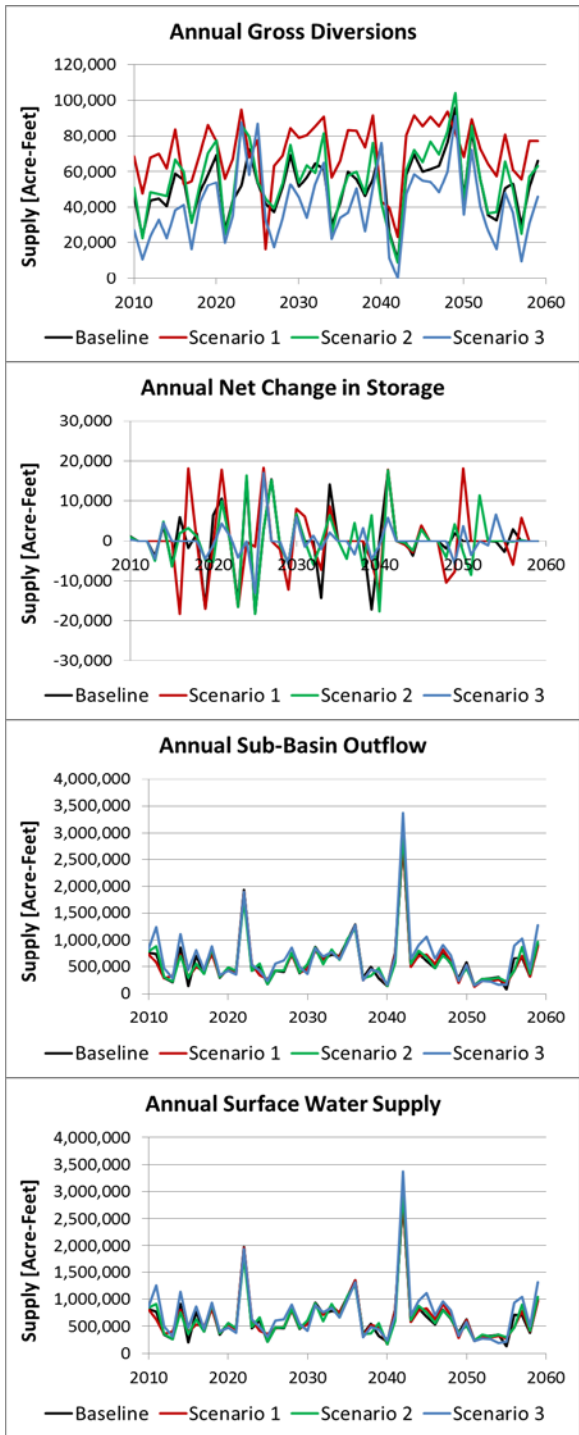 Annual Gross Diversions
Supply [Acre-Feet]
120,000
100,000
80,000
60,000
40,000
20,000
0
2010 2020 2030 2040 2050 2060
Baseline Scenario 1 Scenario 2 Scenario 3
Annual Net Change in Storage
Supply [Acre-Feet]
30,000
20,000
10,000
0
-10,000
-20,000
-30,000
2010 2020 2030 2040 2050 2060
Baseline Scenario 1 Scenario 2 Scenario 3
Annual Sub-Basin Outflow
Supply [Acre-Feet]
4,000,000
3,500,000
3,000,000
2,500,000
2,000,000
1,500,000
1,000,000
500,000
0
2010 2020 2030 2040 2050 2060
Baseline Scenario 1 Scenario 2 Scenario 3
Annual Surface Water Supply
Supply [Acre-Feet]
4,000,000
3,500,000
3,000,000
2,500,000
2,000,000
1,500,000
1,000,000
500,000
0
2010 2020 2030 2040 2050 2060
Baseline Scenario 1 Scenario 2 Scenario 3